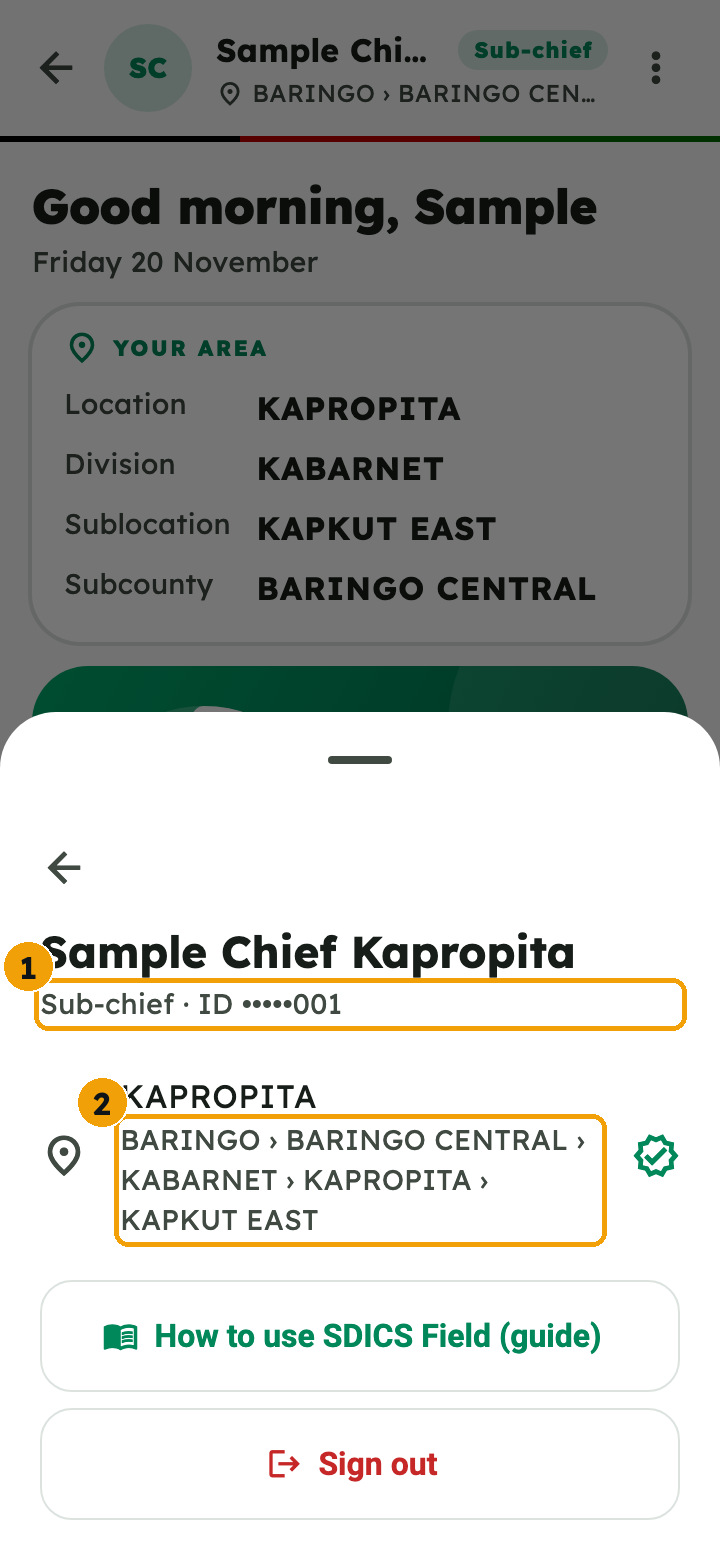 SC
Sample Chi...
Sub-chief
BARINGO › BARINGO CEN...
Good morning, Sample
Friday 20 November
YOUR AREA
Location KAPROPITA
Division KABARNET
Sublocation KAPKUT EAST
Subcounty BARINGO CENTRAL
Sample Chief Kapropita
1
Sub-chief · ID •••••001
2
KAPROPITA
BARINGO › BARINGO CENTRAL ›
KABARNET › KAPROPITA ›
KAPKUT EAST
How to use SDICS Field (guide)
Sign out